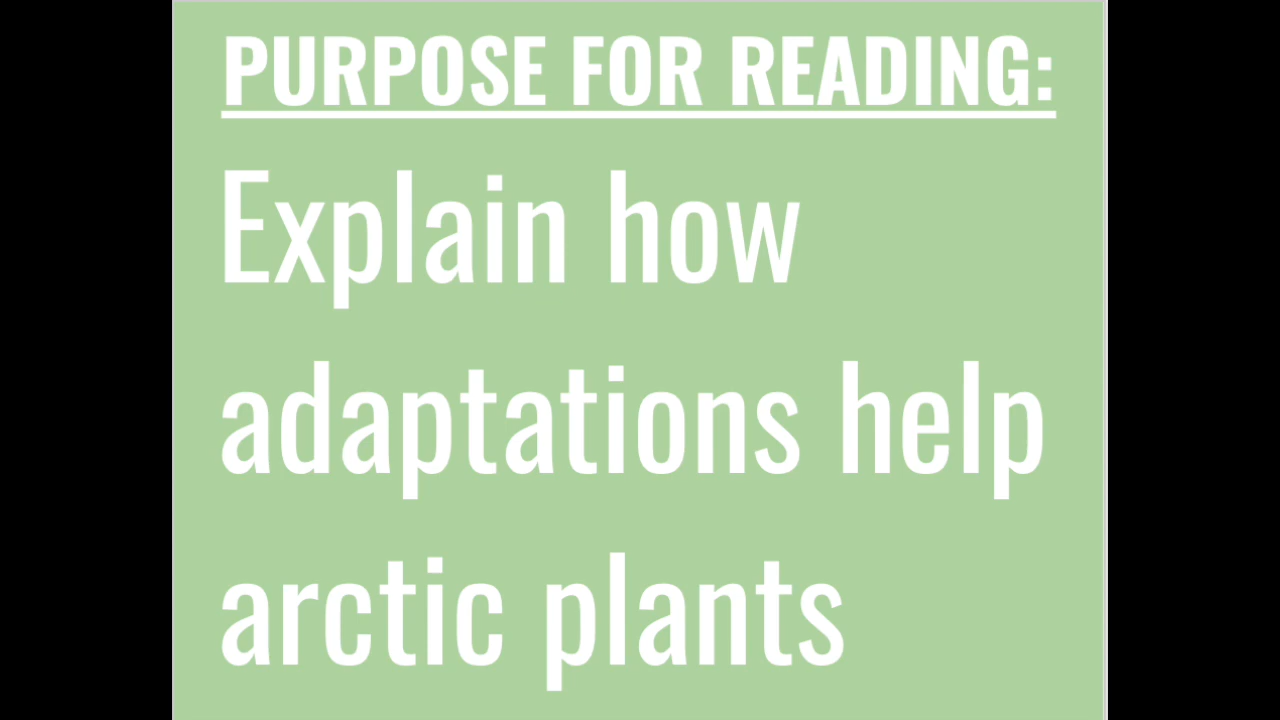 PURPOSE FOR READING:
Explain how
adaptations help
arctic plants